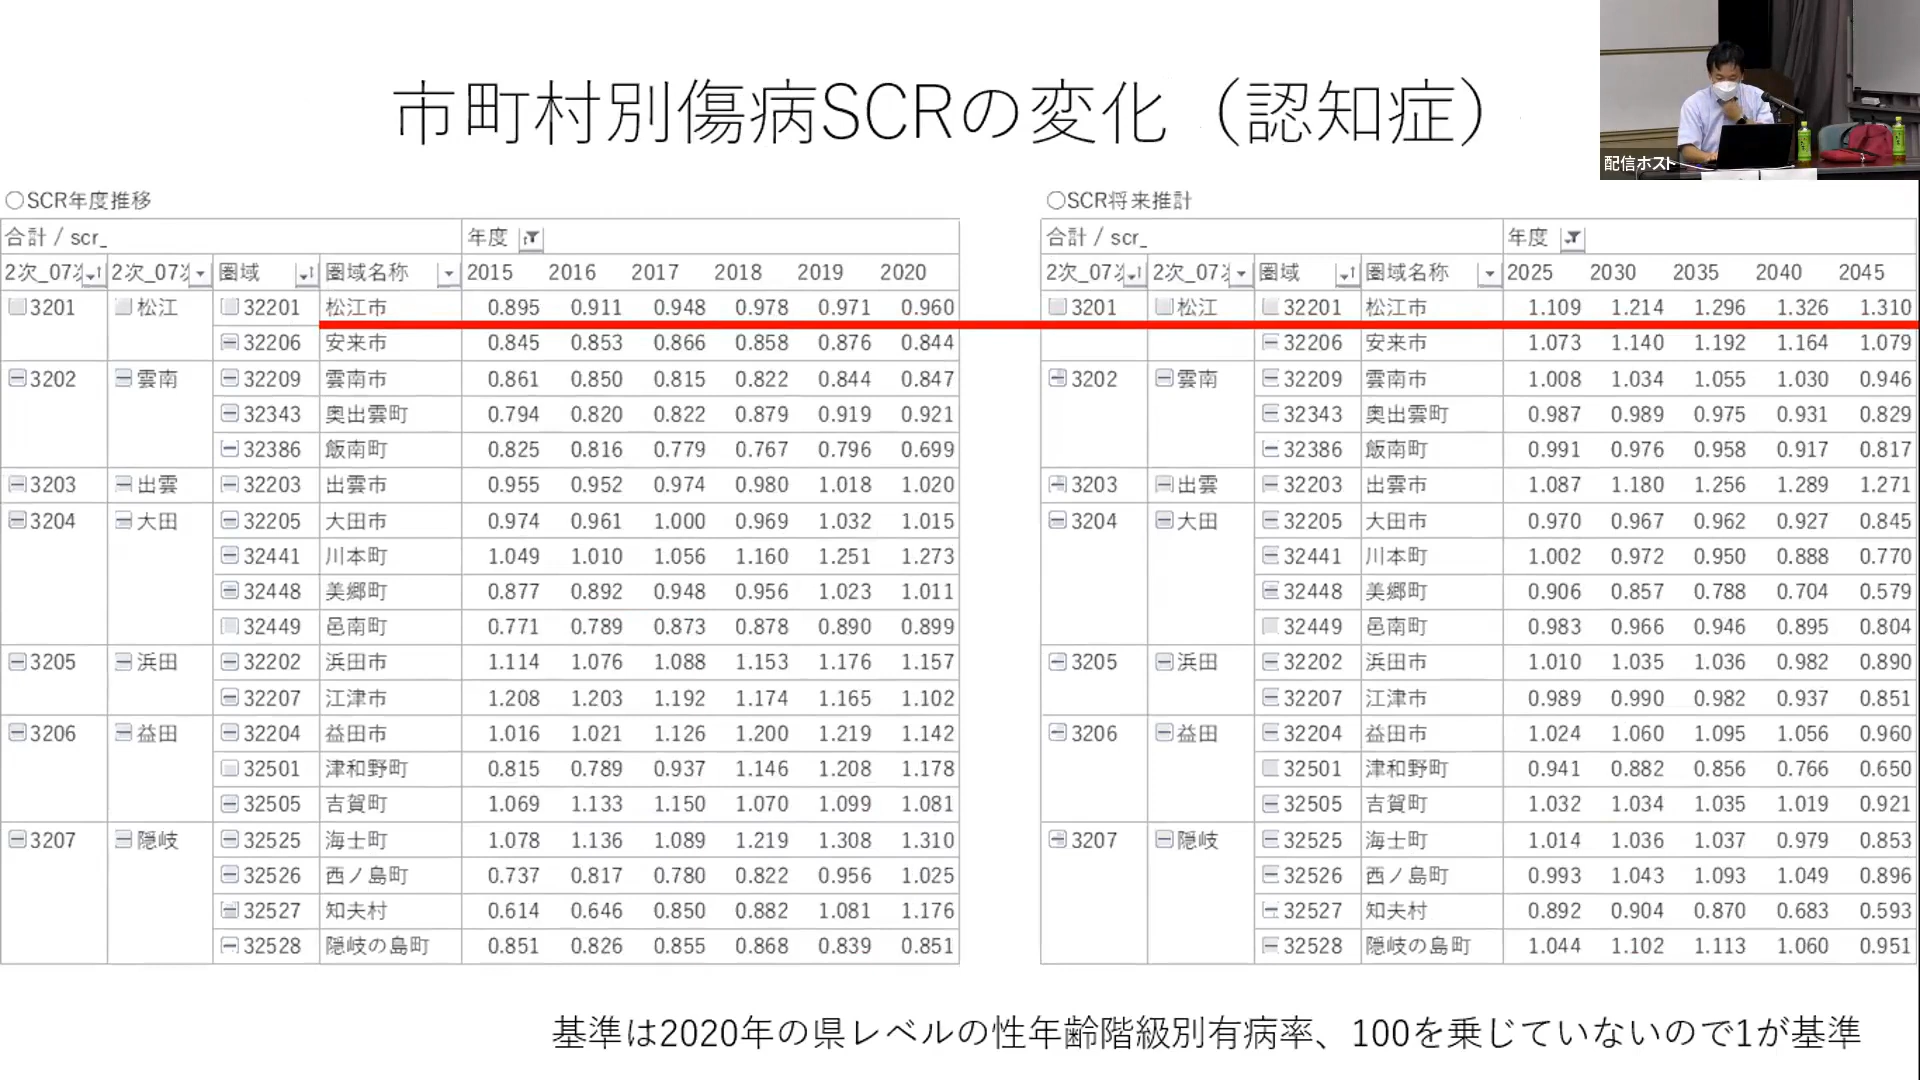 市町村別傷病SCRの変化（認知症）
配信ホスト
○SCR年度推移
合計 / scr_ 年度
2次_07 2次_07 圏域 圏域名称 2015 2016 2017 2018 2019 2020
3201 松江 32201 松江市 0.895 0.911 0.948 0.978 0.971 0.960
32206 安来市 0.845 0.853 0.866 0.858 0.876 0.844
3202 雲南 32209 雲南市 0.861 0.850 0.815 0.822 0.844 0.847
32343 奥出雲町 0.794 0.820 0.822 0.879 0.919 0.921
32386 飯南町 0.825 0.816 0.779 0.767 0.796 0.699
3203 出雲 32203 出雲市 0.955 0.952 0.974 0.980 1.018 1.020
3204 大田 32205 大田市 0.974 0.961 1.000 0.969 1.032 1.015
32441 川本町 1.049 1.010 1.056 1.160 1.251 1.273
32448 美郷町 0.877 0.892 0.948 0.956 1.023 1.011
32449 邑南町 0.771 0.789 0.873 0.878 0.890 0.899
3205 浜田 32202 浜田市 1.114 1.076 1.088 1.153 1.176 1.157
32207 江津市 1.208 1.203 1.192 1.174 1.165 1.102
3206 益田 32204 益田市 1.016 1.021 1.126 1.200 1.219 1.142
32501 津和野町 0.815 0.789 0.937 1.146 1.208 1.178
32505 吉賀町 1.069 1.133 1.150 1.070 1.099 1.081
3207 隠岐 32525 海士町 1.078 1.136 1.089 1.219 1.308 1.310
32526 西ノ島町 0.737 0.817 0.780 0.822 0.956 1.025
32527 知夫村 0.614 0.646 0.850 0.882 1.081 1.176
32528 隠岐の島町 0.851 0.826 0.855 0.868 0.839 0.851
○SCR将来推計
合計 / scr_ 年度
2次_07 2次_07 圏域 圏域名称 2025 2030 2035 2040 2045
3201 松江 32201 松江市 1.109 1.214 1.296 1.326 1.310
32206 安来市 1.073 1.140 1.192 1.164 1.079
3202 雲南 32209 雲南市 1.008 1.034 1.055 1.030 0.946
32343 奥出雲町 0.987 0.989 0.975 0.931 0.829
32386 飯南町 0.991 0.976 0.958 0.917 0.817
3203 出雲 32203 出雲市 1.087 1.180 1.256 1.289 1.271
3204 大田 32205 大田市 0.970 0.967 0.962 0.927 0.845
32441 川本町 1.002 0.972 0.950 0.888 0.770
32448 美郷町 0.906 0.857 0.788 0.704 0.579
32449 邑南町 0.983 0.966 0.946 0.895 0.804
3205 浜田 32202 浜田市 1.010 1.035 1.036 0.982 0.890
32207 江津市 0.989 0.990 0.982 0.937 0.851
3206 益田 32204 益田市 1.024 1.060 1.095 1.056 0.960
32501 津和野町 0.941 0.882 0.856 0.766 0.650
32505 吉賀町 1.032 1.034 1.035 1.019 0.921
3207 隠岐 32525 海士町 1.014 1.036 1.037 0.979 0.853
32526 西ノ島町 0.993 1.043 1.093 1.049 0.896
32527 知夫村 0.892 0.904 0.870 0.683 0.593
32528 隠岐の島町 1.044 1.102 1.113 1.060 0.951
基準は2020年の県レベルの性年齢階級別有病率、100を乗じていないので1が基準